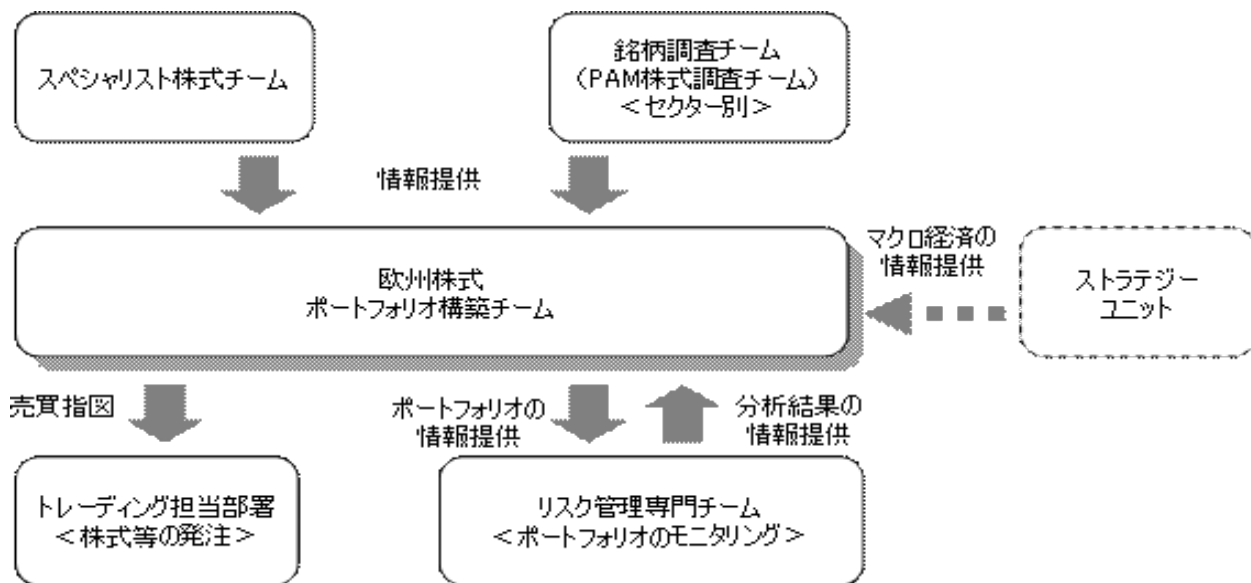 スペシャリスト株式チーム
銘柄調査チーム
（PAM株式調査チーム）
＜セクター別＞
情報提供
マクロ経済の
情報提供
欧州株式
ポートフォリオ構築チーム
ストラテジー
ユニット
売買指図
ポートフォリオの
情報提供
分析結果の
情報提供
トレーディング担当部署
＜株式等の発注＞
リスク管理専門チーム
＜ポートフォリオのモニタリング＞